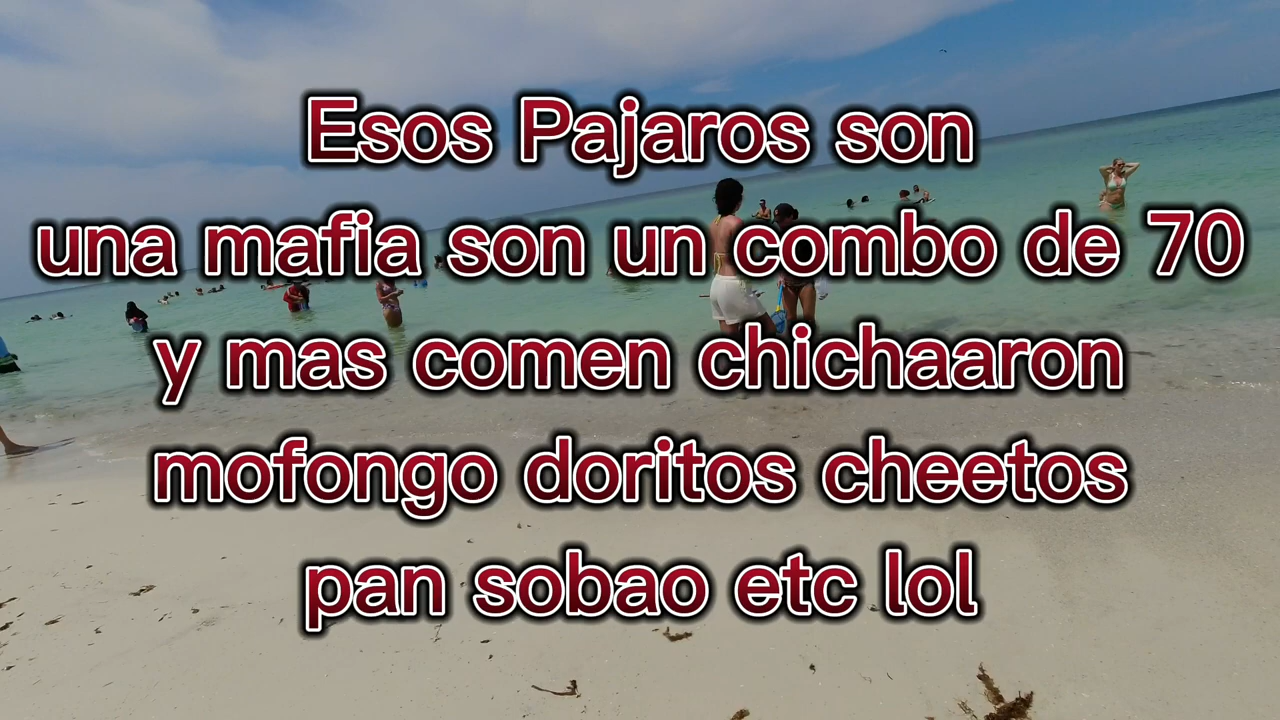 Esos Pajaros son
una mafia son un combo de 70
y mas comen chichaaron
mofongo doritos cheetos
pan sobao etc lol